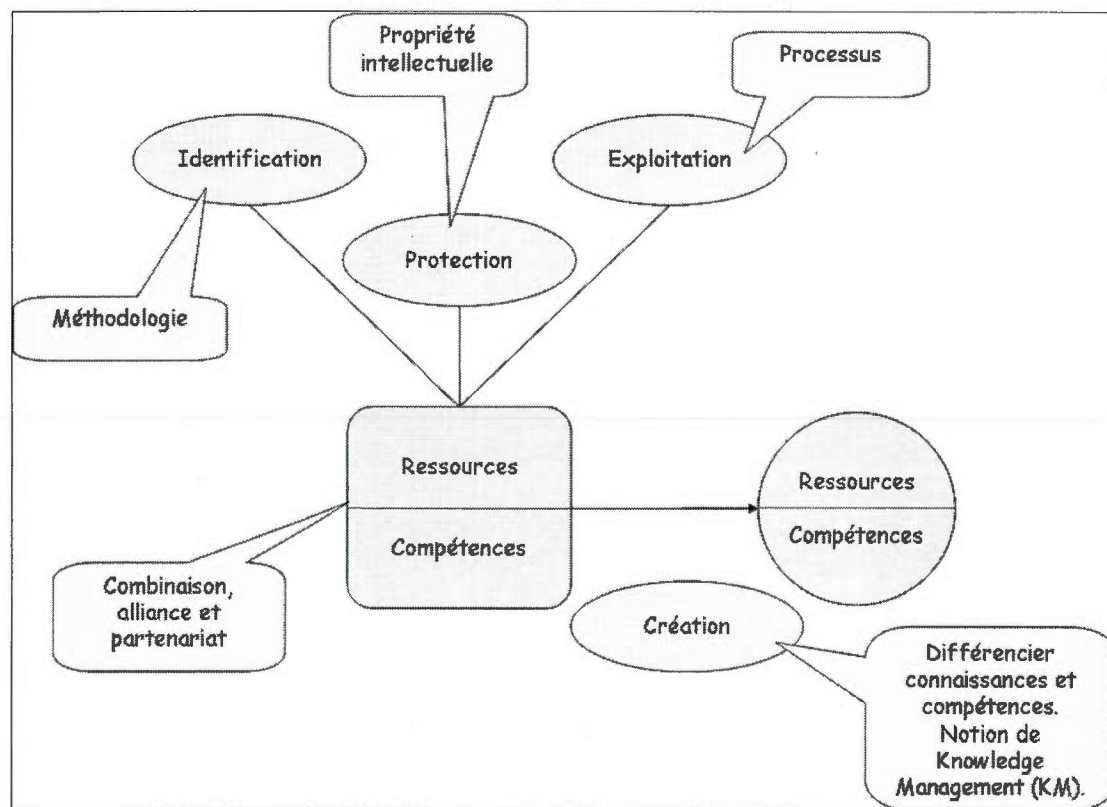 Propriété
intellectuelle
Processus
Identification
Exploitation
Protection
Méthodologie
Ressources
Compétences
Ressources
Compétences
Combinaison,
alliance et
partenariat
Création
Différencier
connaissances et
compétences.
Notion de
Knowledge
Management (KM).